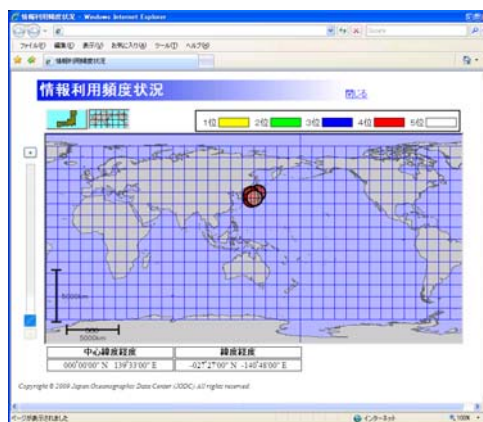 情報利用頻度状況 - Windows Internet Explorer
ファイル(F) 編集(E) 表示(V) お気に入り(A) ツール(T) ヘルプ(H)
情報利用頻度状況
情報利用頻度状況
閉じる
1位 2位 3位 4位 5位
5000km
5000km
中心緯度経度 緯度経度
000°00'00" N 139°33'00" E -027°27'00" N -140°48'00" E
Copyright © 2009 Japan Oceanographic Data Center (JODC). All rights reserved.
ページが表示されました インターネット 100%